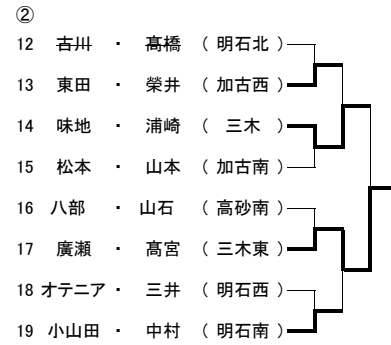 ②
12 古川 ・ 髙橋 ( 明石北 )
13 東田 ・ 榮井 ( 加古西 )
14 味地 ・ 浦崎 ( 三木 )
15 松本 ・ 山本 ( 加古南 )
16 八部 ・ 山石 ( 高砂南 )
17 廣瀬 ・ 髙宮 ( 三木東 )
18 オテニア ・ 三井 ( 明石西 )
19 小山田 ・ 中村 ( 明石南 )